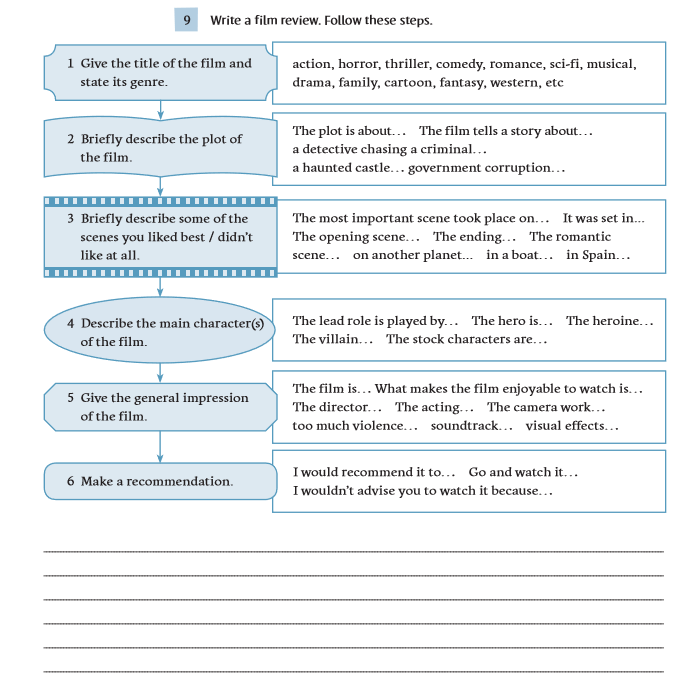 9 Write a film review. Follow these steps.
1 Give the title of the film and
state its genre.
action, horror, thriller, comedy, romance, sci-fi, musical,
drama, family, cartoon, fantasy, western, etc
2 Briefly describe the plot of
the film.
The plot is about... The film tells a story about...
a detective chasing a criminal...
a haunted castle... government corruption...
3 Briefly describe some of the
scenes you liked best / didn't
like at all.
The most important scene took place on... It was set in...
The opening scene... The ending... The romantic
scene... on another planet... in a boat... in Spain...
4 Describe the main character(s)
of the film.
The lead role is played by... The hero is... The heroine...
The villain... The stock characters are...
5 Give the general impression
of the film.
The film is... What makes the film enjoyable to watch is...
The director... The acting... The camera work...
too much violence... soundtrack... visual effects...
6 Make a recommendation.
I would recommend it to... Go and watch it...
I wouldn't advise you to watch it because...